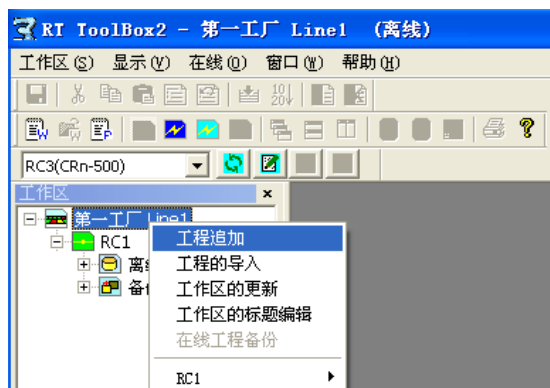 RT ToolBox2 - 第一工厂 Line1 (离线)
工作区(S) 显示(V) 在线(O) 窗口(W) 帮助(H)
RC3(CRn-500)
工作区
第一工厂 Line1
RC1
工程追加
工程的导入
工作区的更新
工作区的标题编辑
在线工程备份
RC1